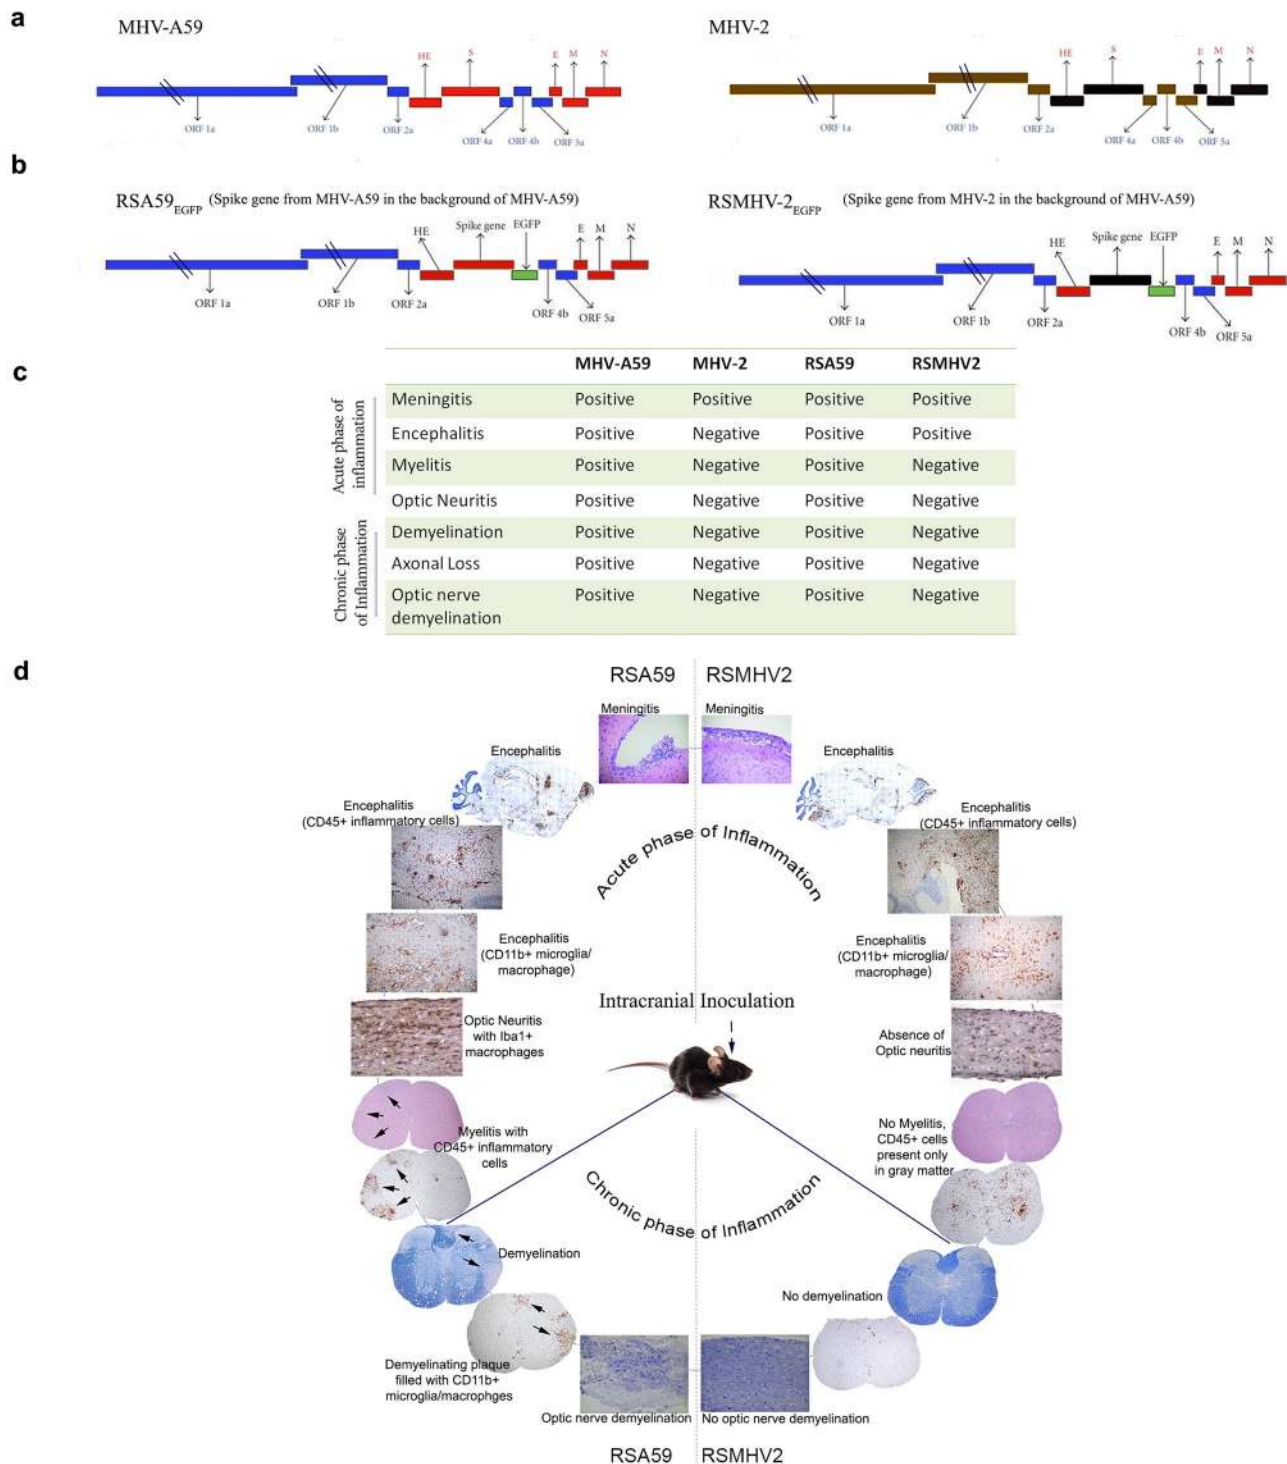 a
MHV-A59
HE
S
E
M
N
ORF 1a
ORF 1b
ORF 2a
ORF 4a
ORF 4b
ORF 5a
MHV-2
HE
S
E
M
N
ORF 1a
ORF 1b
ORF 2a
ORF 4a
ORF 4b
ORF 5a
b
RSA59EGFP (Spike gene from MHV-A59 in the background of MHV-A59)
HE
Spike gene
EGFP
E
M
N
ORF 1a
ORF 1b
ORF 2a
ORF 4b
ORF 5a
RSMHV-2EGFP (Spike gene from MHV-2 in the background of MHV-A59)
HE
Spike gene
EGFP
E
M
N
ORF 1a
ORF 1b
ORF 2a
ORF 4b
ORF 5a
c
MHV-A59 MHV-2 RSA59 RSMHV2
Acute phase of
inflammation
Meningitis Positive Positive Positive Positive
Encephalitis Positive Negative Positive Positive
Myelitis Positive Negative Positive Negative
Optic Neuritis Positive Negative Positive Negative
Chronic phase
of Inflammation
Demyelination Positive Negative Positive Negative
Axonal Loss Positive Negative Positive Negative
Optic nerve Positive Negative Positive Negative
demyelination
d
RSA59 RSMHV2
Meningitis
Meningitis
Encephalitis
Encephalitis
Encephalitis
(CD45+ inflammatory cells)
Encephalitis
(CD45+ inflammatory cells)
Acute phase of Inflammation
Encephalitis
(CD11b+ microglia/
macrophage)
Encephalitis
(CD11b+ microglia/
macrophage)
Intracranial Inoculation
Optic Neuritis
with Iba1+
macrophages
Absence of
Optic neuritis
Myelitis with
CD45+ inflammatory
cells
No Myelitis,
CD45+ cells
present only
in gray matter
Chronic phase of Inflammation
Demyelination
No demyelination
Demyelinating plaque
filled with CD11b+
microglia/macrophges
Optic nerve demyelination
No optic nerve demyelination
RSA59 RSMHV2